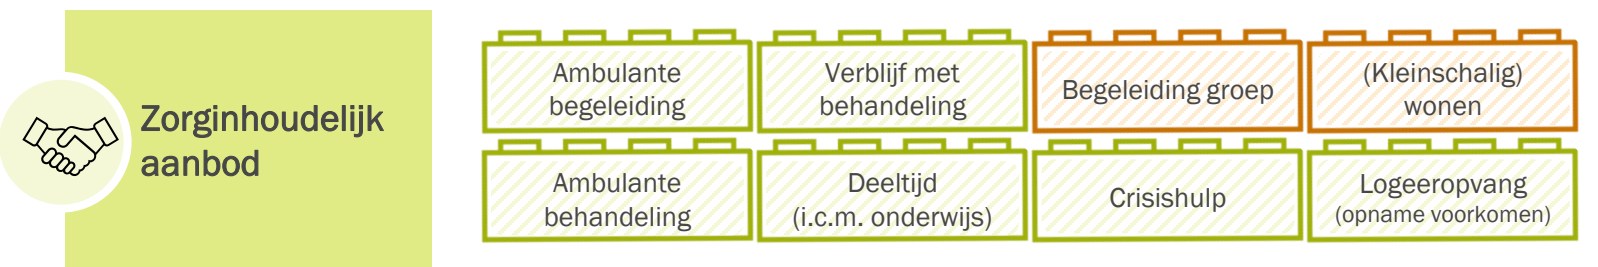 Zorginhoudelijk
aanbod
Ambulante
begeleiding
Verblijf met
behandeling
Begeleiding groep
(Kleinschalig)
wonen
Ambulante
behandeling
Deeltijd
(i.c.m. onderwijs)
Crisishulp
Logeeropvang
(opname voorkomen)